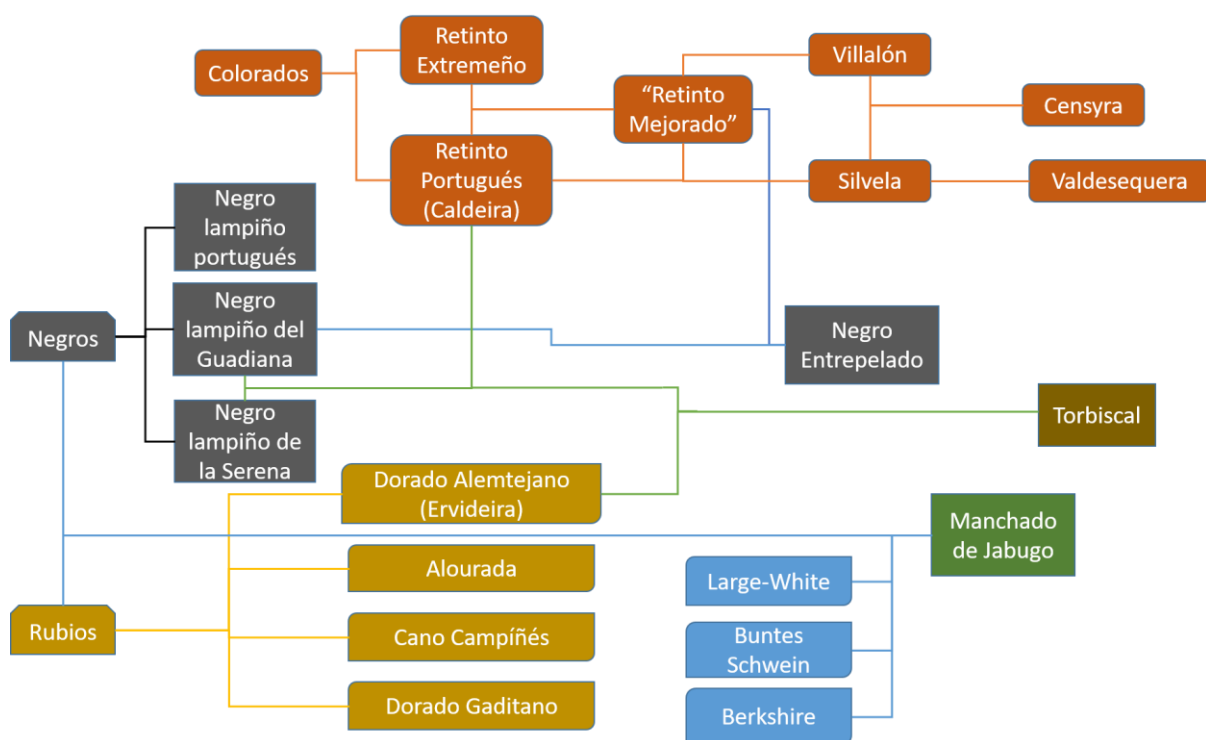 Colorados
Retinto
Extremeño
Retinto
Portugués
(Caldeira)
“Retinto
Mejorado”
Villalón
Silvela
Censyra
Valdesequera
Negros
Negro
lampiño
portugués
Negro
lampiño del
Guadiana
Negro
lampiño de
la Serena
Negro
Entrepelado
Torbiscal
Rubios
Dorado Alemtejano
(Ervideira)
Alourada
Cano Campíñés
Dorado Gaditano
Large-White
Buntes
Schwein
Berkshire
Manchado
de Jabugo